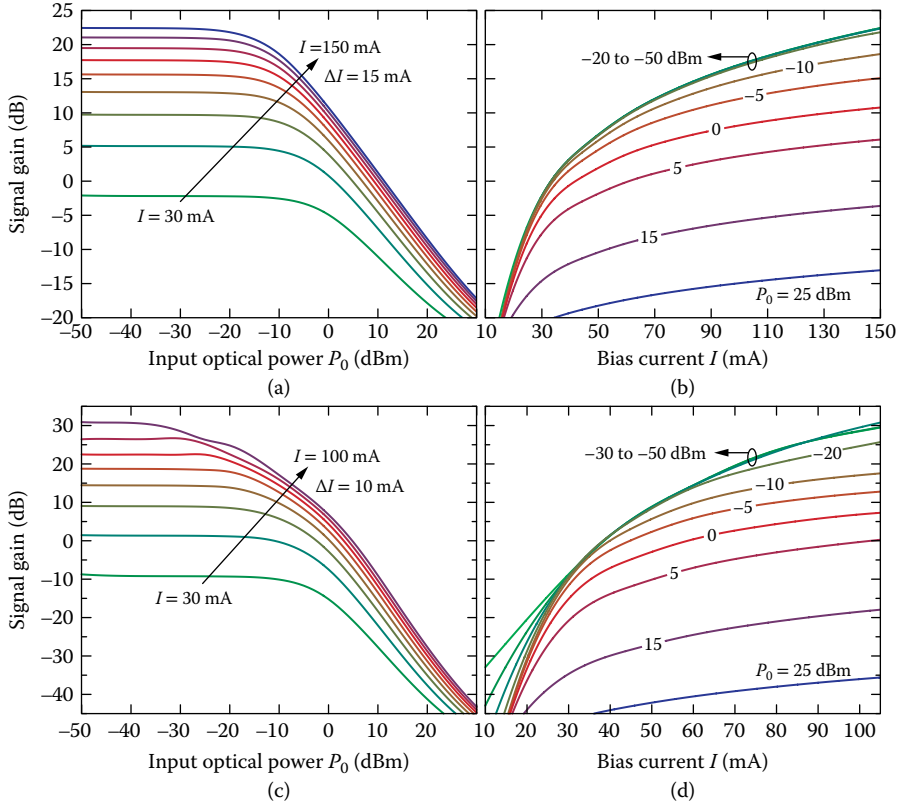 25
20
15
10
5
0
−5
−10
−15
−20
Signal gain (dB)
I = 150 mA
ΔI = 15 mA
I = 30 mA
−50 −40 −30 −20 −10 0 10 20
Input optical power P0 (dBm)
(a)
−20 to −50 dBm
−10
−5
0
5
15
P0 = 25 dBm
10 30 50 70 90 110 130 150
Bias current I (mA)
(b)
30
20
10
0
−10
−20
−30
−40
Signal gain (dB)
I = 100 mA
ΔI = 10 mA
I = 30 mA
−50 −40 −30 −20 −10 0 10 20
Input optical power P0 (dBm)
(c)
−30 to −50 dBm
−20
−10
−5
0
5
15
P0 = 25 dBm
10 20 30 40 50 60 70 80 90 100
Bias current I (mA)
(d)